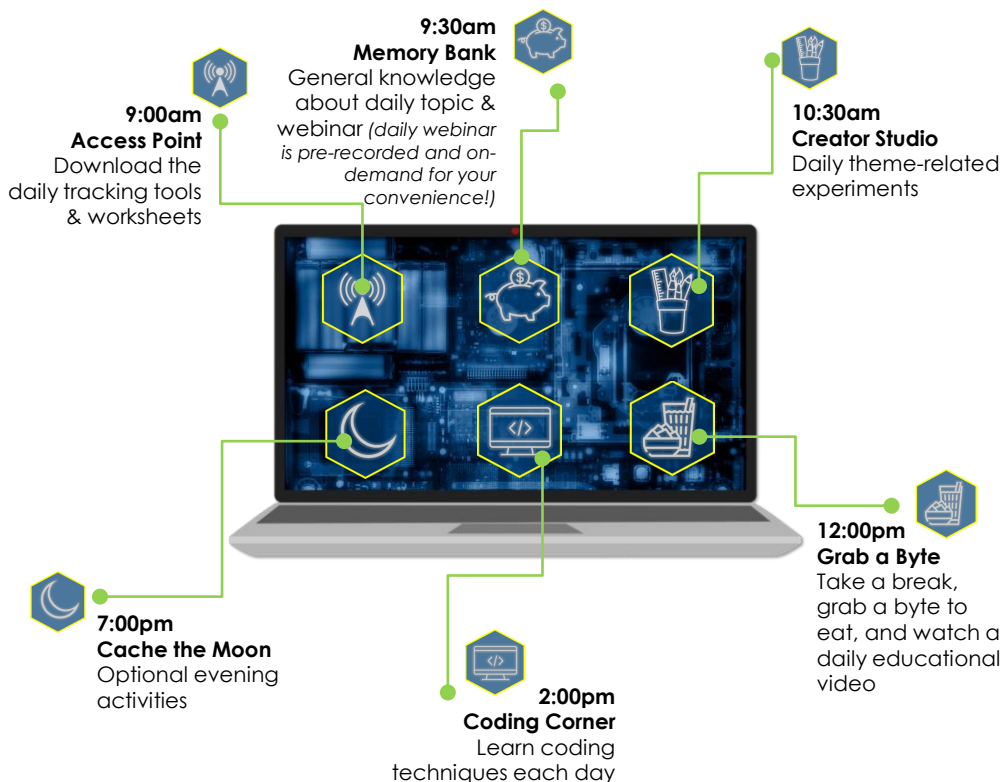 9:00am
Access Point
Download the
daily tracking tools
& worksheets
9:30am
Memory Bank
General knowledge
about daily topic &
webinar (daily webinar
is pre-recorded and on-
demand for your
convenience!)
10:30am
Creator Studio
Daily theme-related
experiments
12:00pm
Grab a Byte
Take a break,
grab a byte to
eat, and watch a
daily educational
video
2:00pm
Coding Corner
Learn coding
techniques each day
7:00pm
Cache the Moon
Optional evening
activities